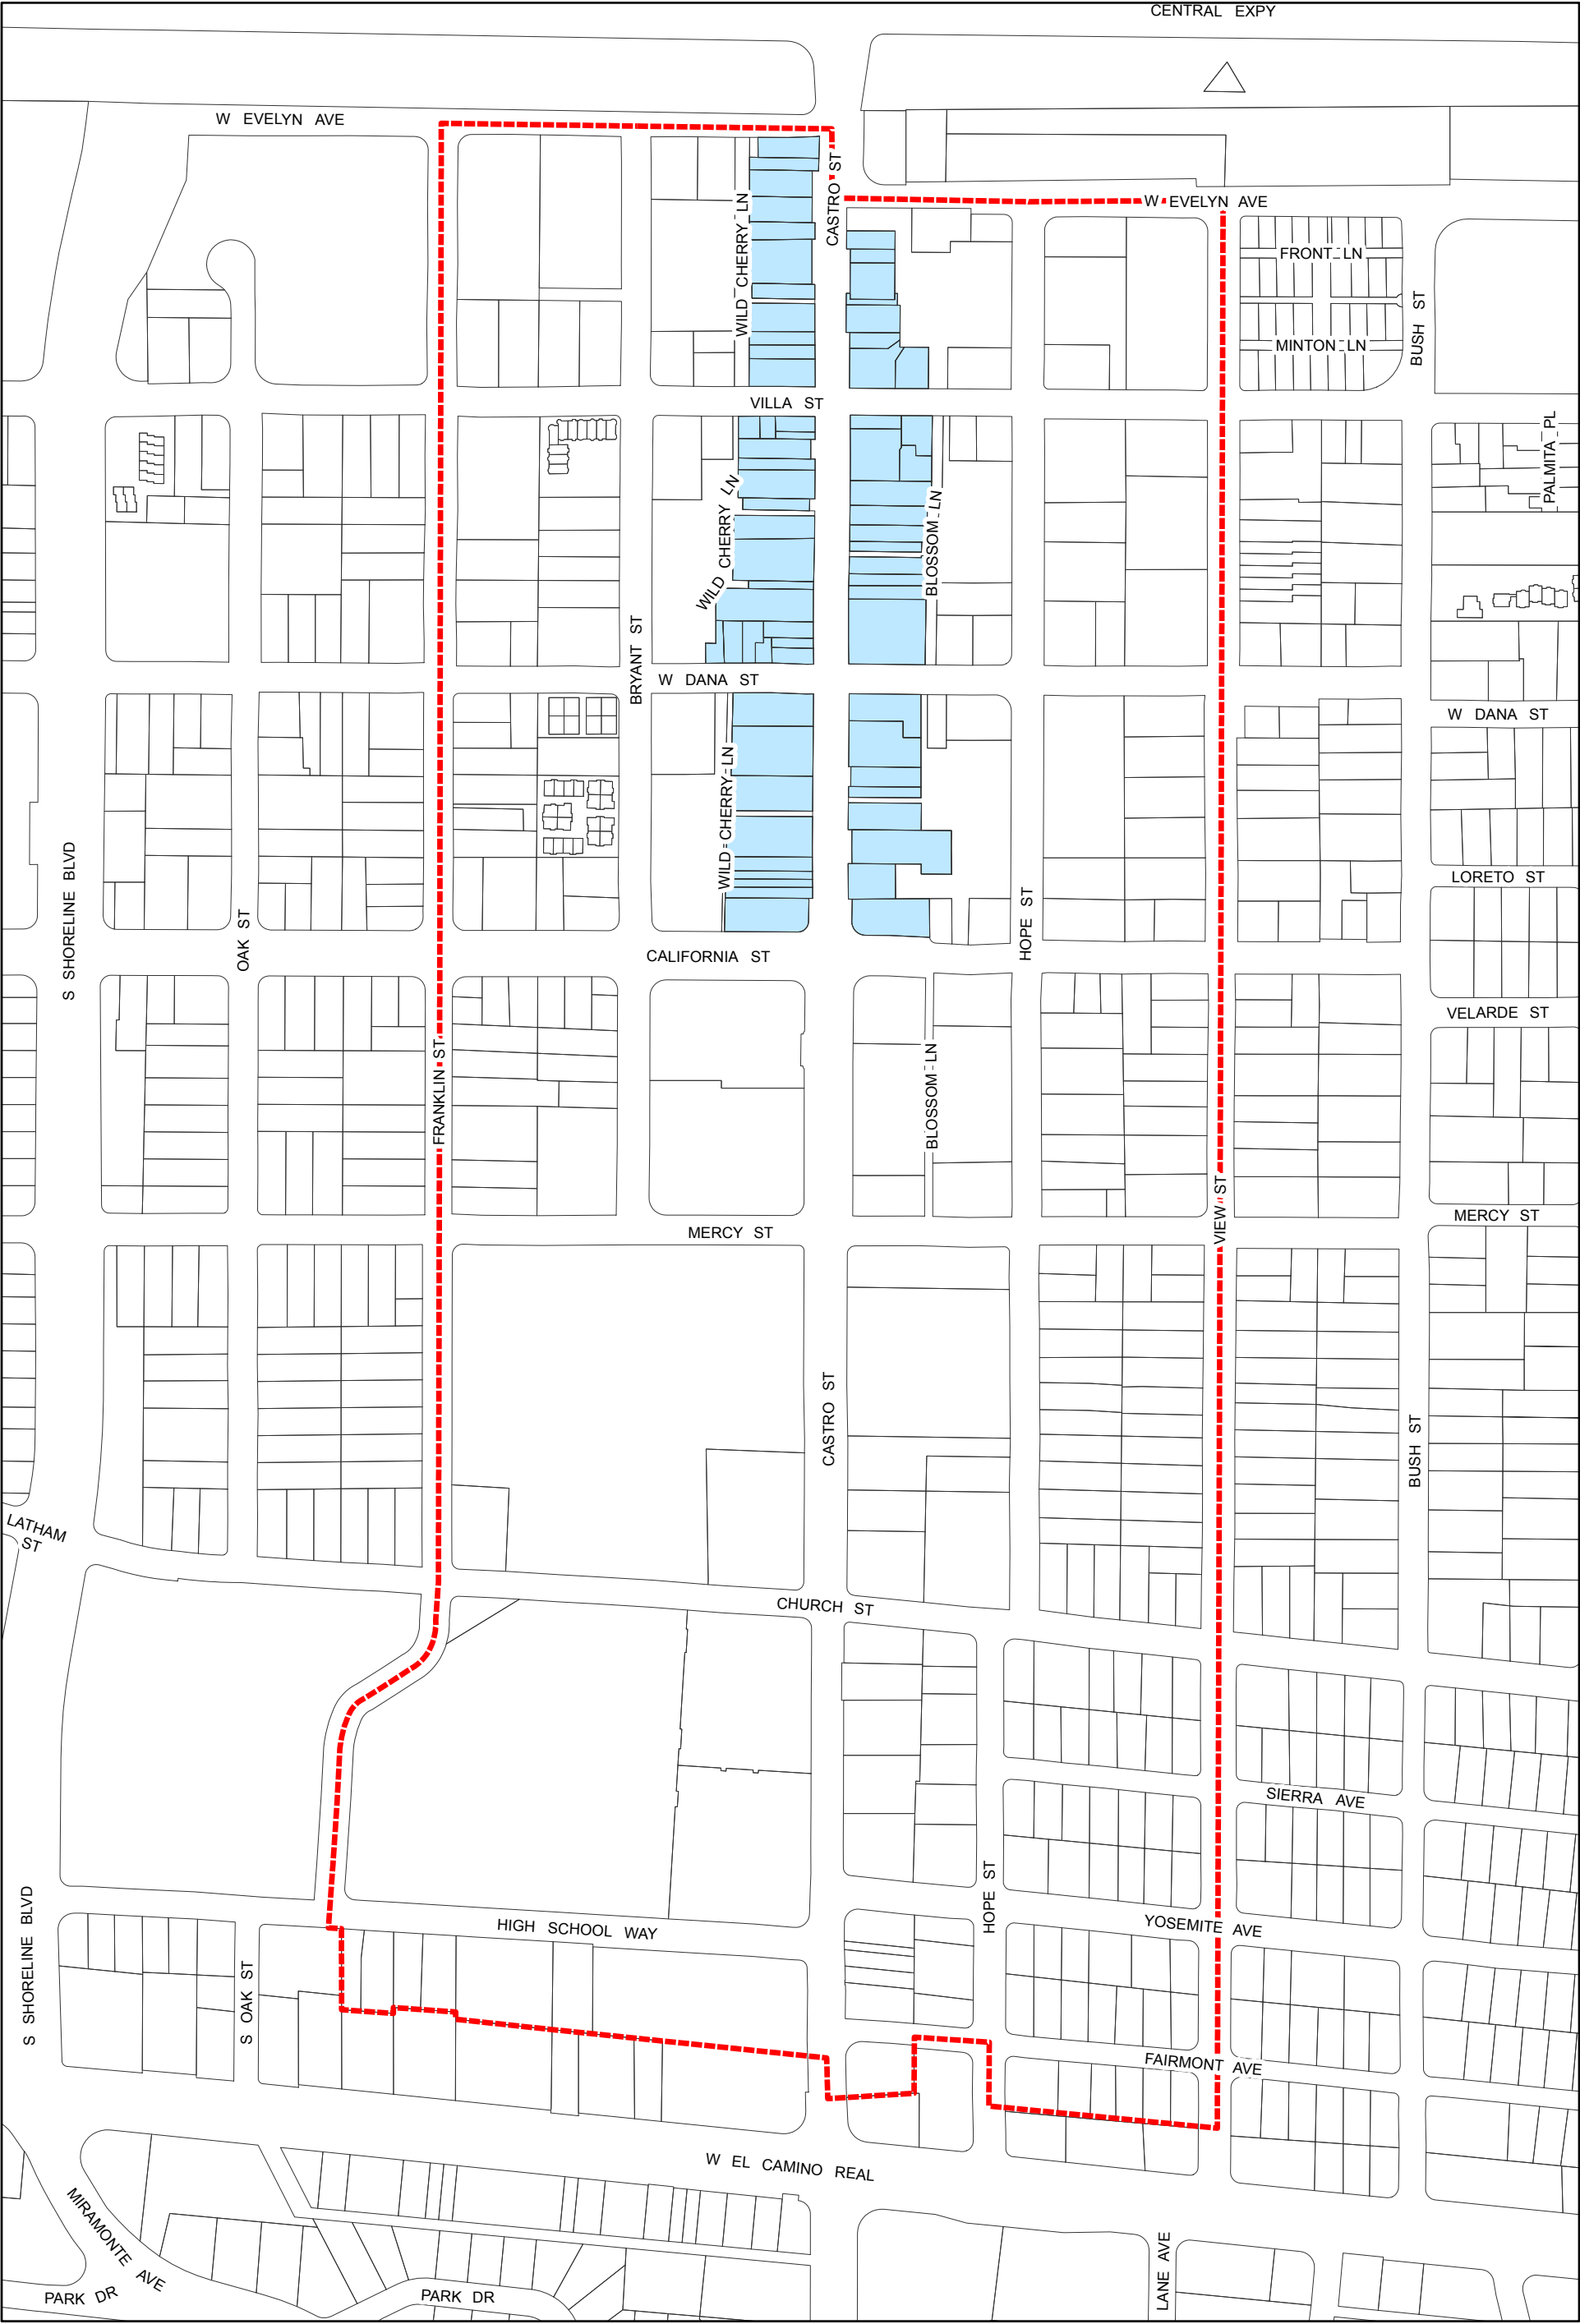 CENTRAL EXPY
W EVELYN AVE
CASTRO ST
WILD CHERRY LN
W EVELYN AVE
FRONT LN
BUSH ST
MINTON LN
VILLA ST
PALMITA PL
WILD CHERRY LN
BLOSSOM LN
BRYANT ST
W DANA ST
W DANA ST
WILD CHERRY LN
S SHORELINE BLVD
LORETO ST
OAK ST
HOPE ST
CALIFORNIA ST
VELARDE ST
FRANKLIN ST
BLOSSOM LN
VIEW ST
MERCY ST
MERCY ST
CASTRO ST
BUSH ST
LATHAM
ST
CHURCH ST
SIERRA AVE
HOPE ST
S SHORELINE BLVD
HIGH SCHOOL WAY
YOSEMITE AVE
S OAK ST
FAIRMONT AVE
W EL CAMINO REAL
MIRAMONTE AVE
LANE AVE
PARK DR
PARK DR